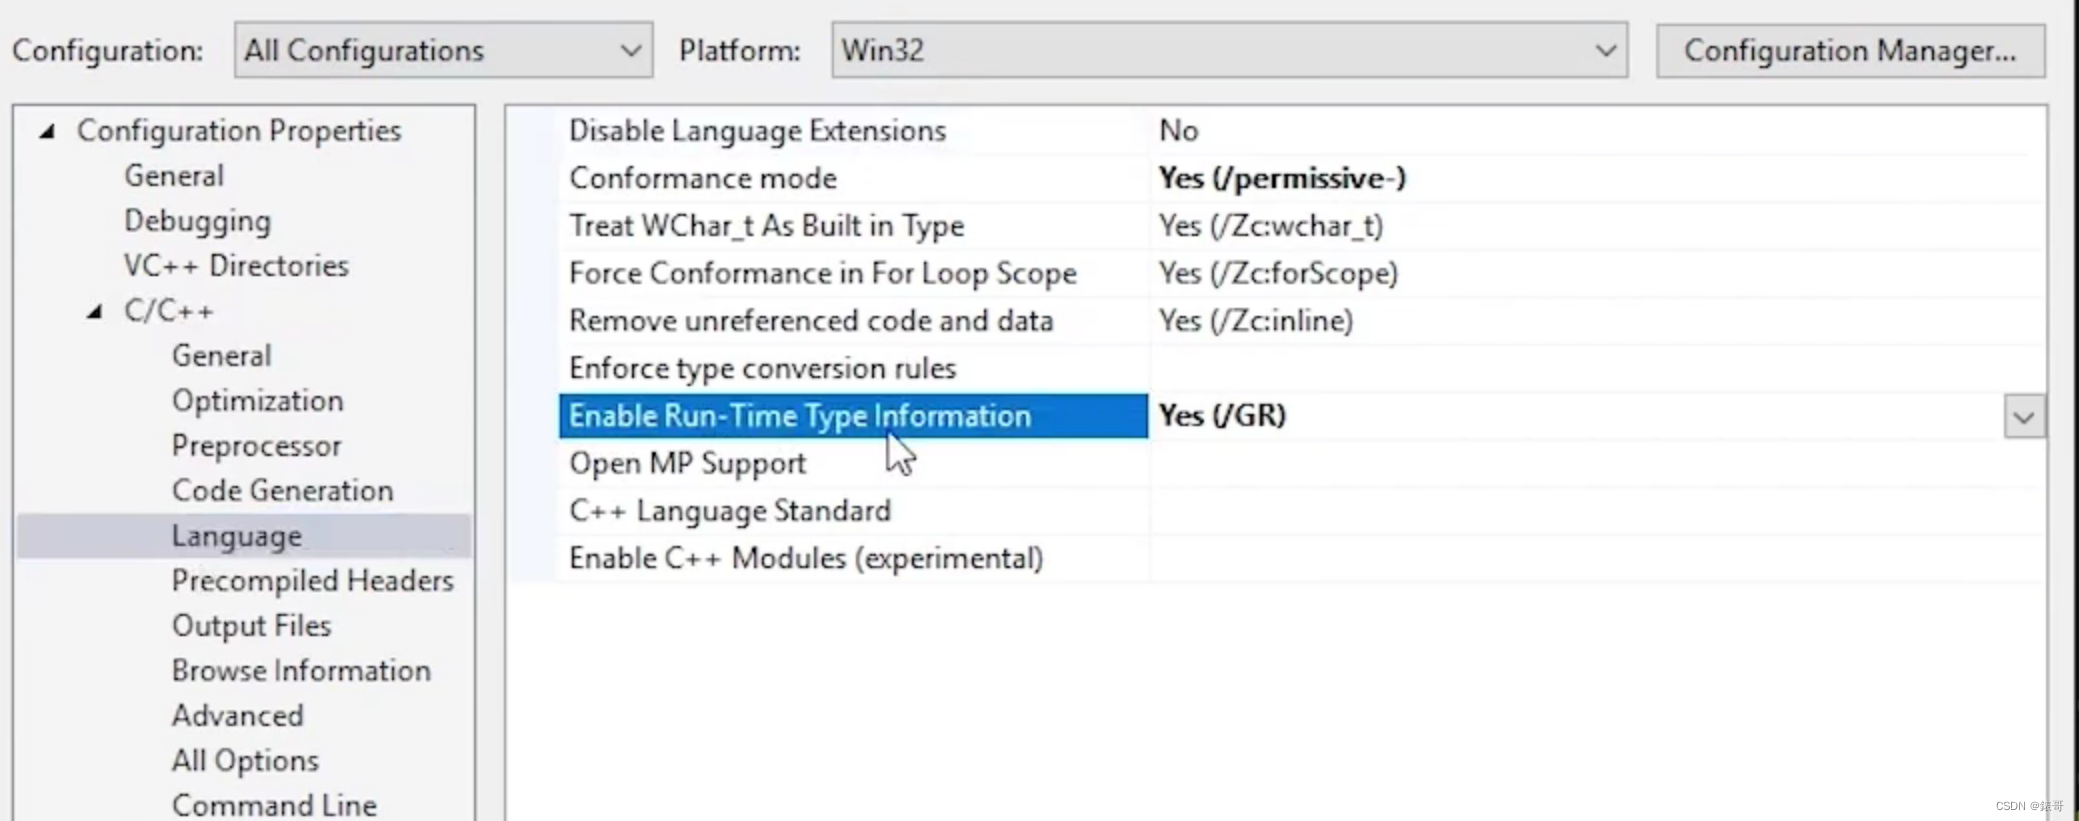 Configuration: All Configurations Platform: Win32 Configuration Manager...
Configuration Properties
General
Debugging
VC++ Directories
C/C++
General
Optimization
Preprocessor
Code Generation
Language
Precompiled Headers
Output Files
Browse Information
Advanced
All Options
Command Line
Disable Language Extensions No
Conformance mode Yes (/permissive-)
Treat WChar_t As Built in Type Yes (/Zc:wchar_t)
Force Conformance in For Loop Scope Yes (/Zc:forScope)
Remove unreferenced code and data Yes (/Zc:inline)
Enforce type conversion rules
Enable Run-Time Type Information Yes (/GR)
Open MP Support
C++ Language Standard
Enable C++ Modules (experimental)
CSDN @錶哥